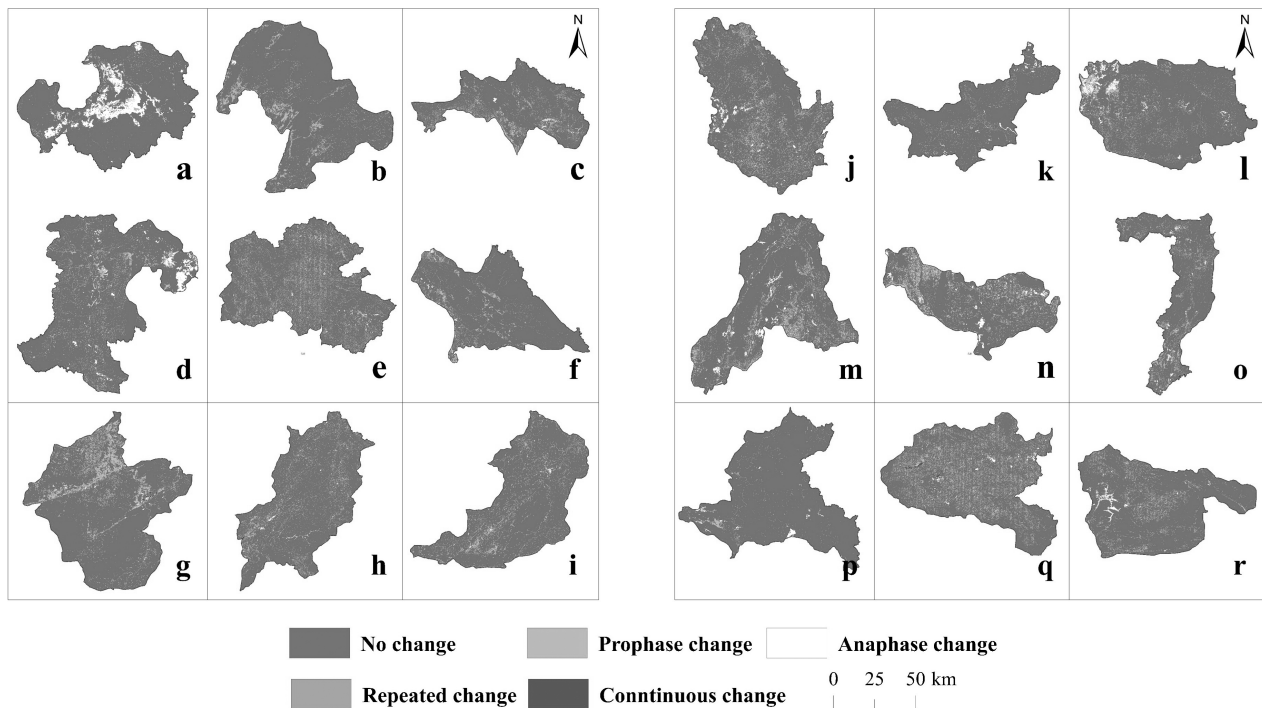 N
N
a
b
c
j
k
l
d
e
f
m
n
o
g
h
i
p
q
r
No change
Prophase change
Anaphase change
Repeated change
Conntinuous change
0 25 50 km